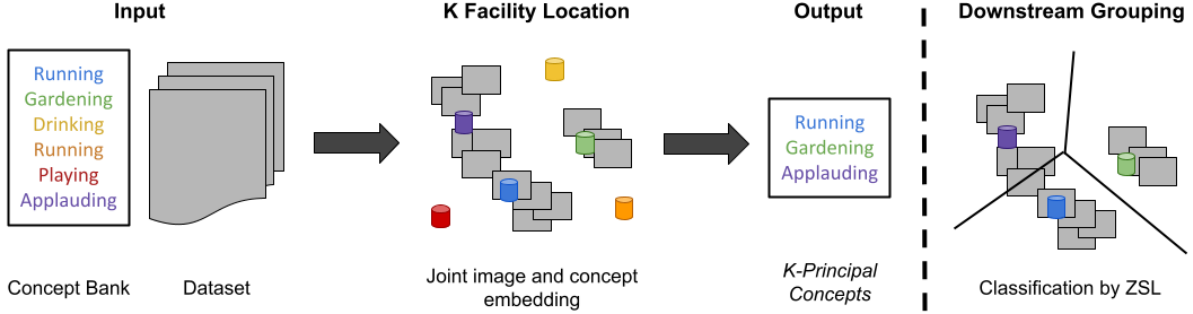 Input
K Facility Location
Output
Downstream Grouping
Running
Gardening
Drinking
Running
Playing
Applauding
Running
Gardening
Applauding
Concept Bank
Dataset
Joint image and concept
embedding
K-Principal
Concepts
Classification by ZSL